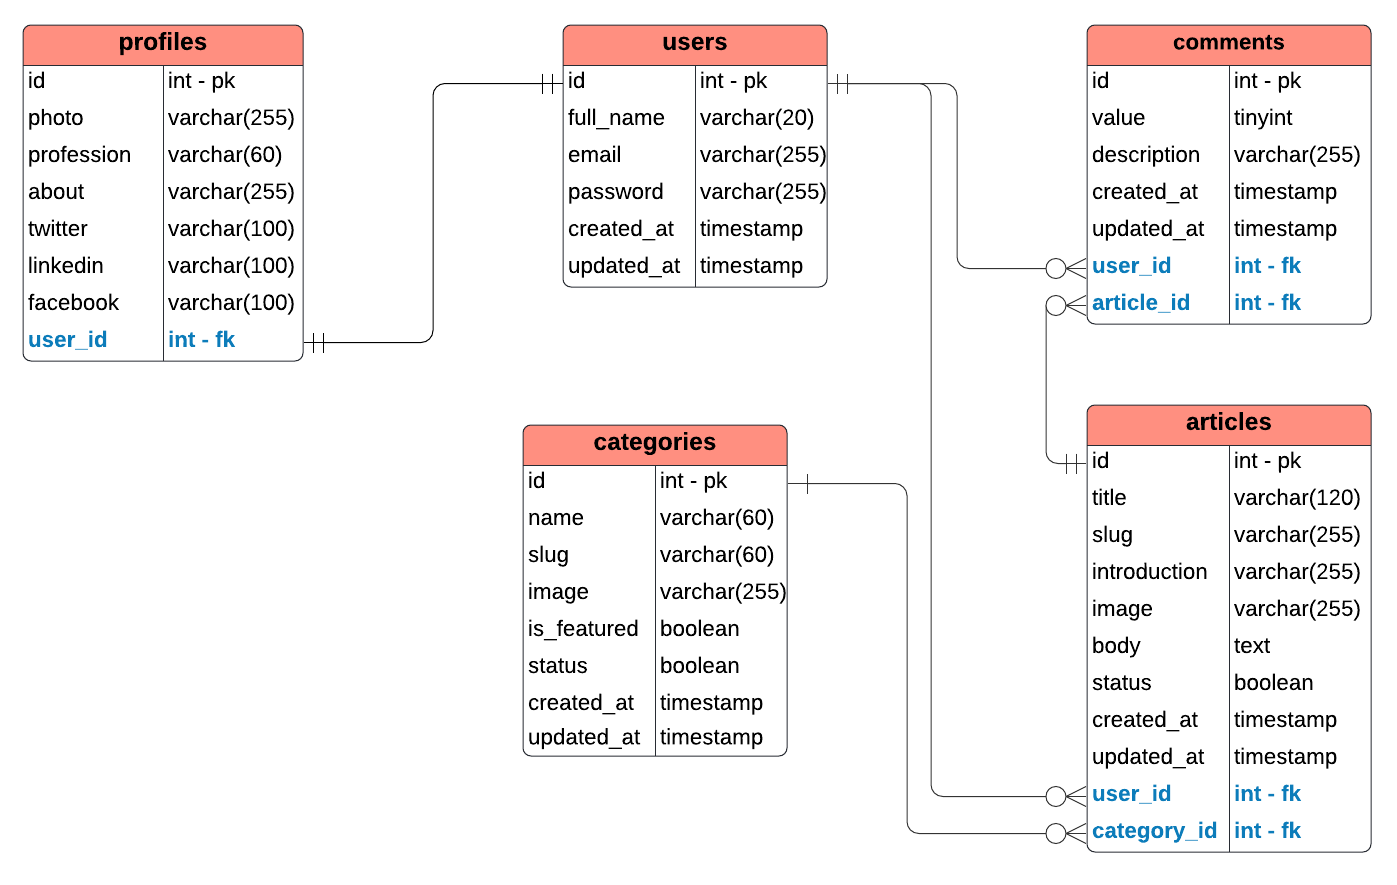 profiles
id int - pk
photo varchar(255)
profession varchar(60)
about varchar(255)
twitter varchar(100)
linkedin varchar(100)
facebook varchar(100)
user_id int - fk
users
id int - pk
full_name varchar(20)
email varchar(255)
password varchar(255)
created_at timestamp
updated_at timestamp
comments
id int - pk
value tinyint
description varchar(255)
created_at timestamp
updated_at timestamp
user_id int - fk
article_id int - fk
categories
id int - pk
name varchar(60)
slug varchar(60)
image varchar(255)
is_featured boolean
status boolean
created_at timestamp
updated_at timestamp
articles
id int - pk
title varchar(120)
slug varchar(255)
introduction varchar(255)
image varchar(255)
body text
status boolean
created_at timestamp
updated_at timestamp
user_id int - fk
category_id int - fk